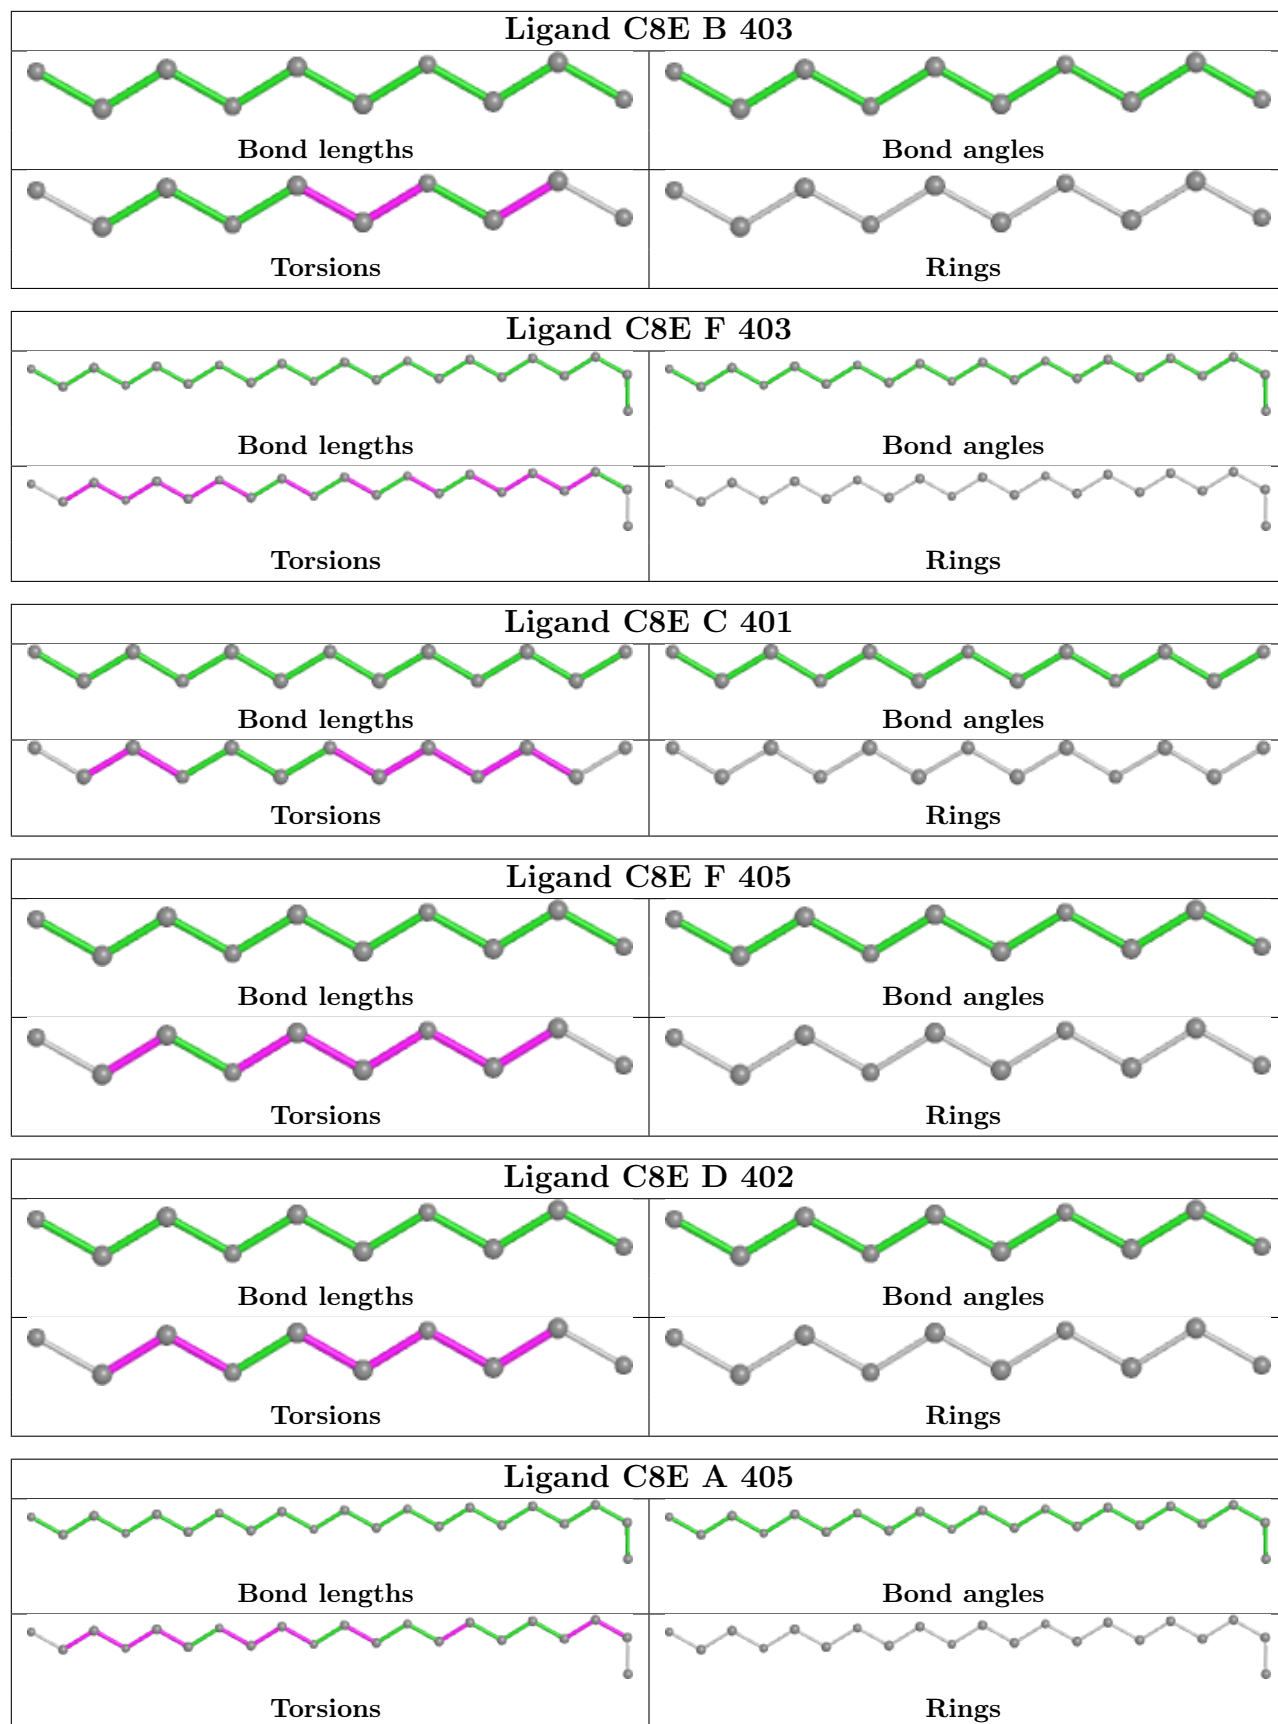 Ligand C8E B 403
Bond lengths
Bond angles
Torsions
Rings
Ligand C8E F 403
Bond lengths
Bond angles
Torsions
Rings
Ligand C8E C 401
Bond lengths
Bond angles
Torsions
Rings
Ligand C8E F 405
Bond lengths
Bond angles
Torsions
Rings
Ligand C8E D 402
Bond lengths
Bond angles
Torsions
Rings
Ligand C8E A 405
Bond lengths
Bond angles
Torsions
Rings